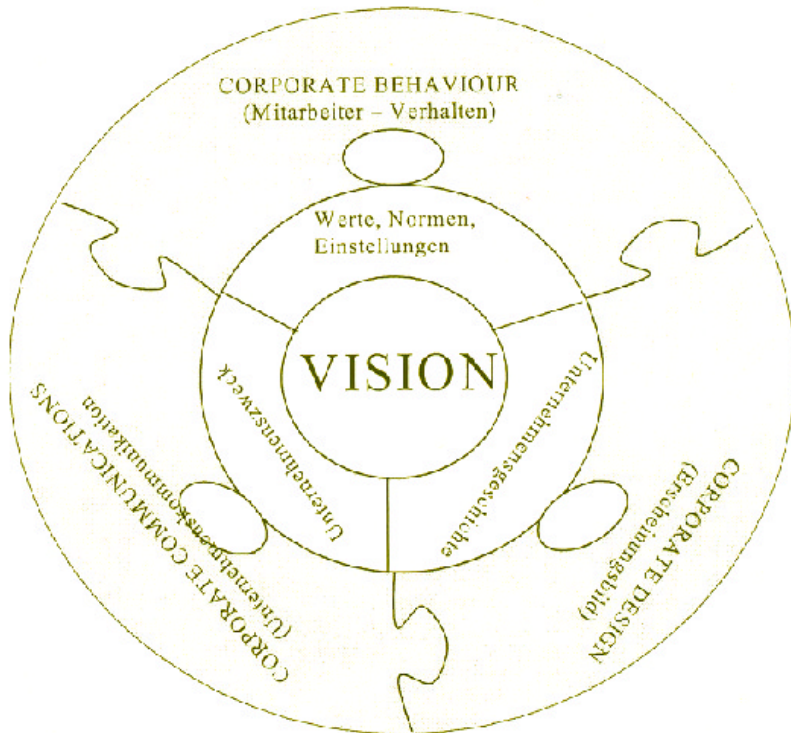 CORPORATE BEHAVIOUR
(Mitarbeiter – Verhalten)
Werte, Normen,
Einstellungen
VISION
Unternehmenszweck
Unternehmensgeschichte
CORPORATE COMMUNICATIONS
(Unternehmenskommunikation
CORPORATE DESIGN
(Erscheinungsbild)